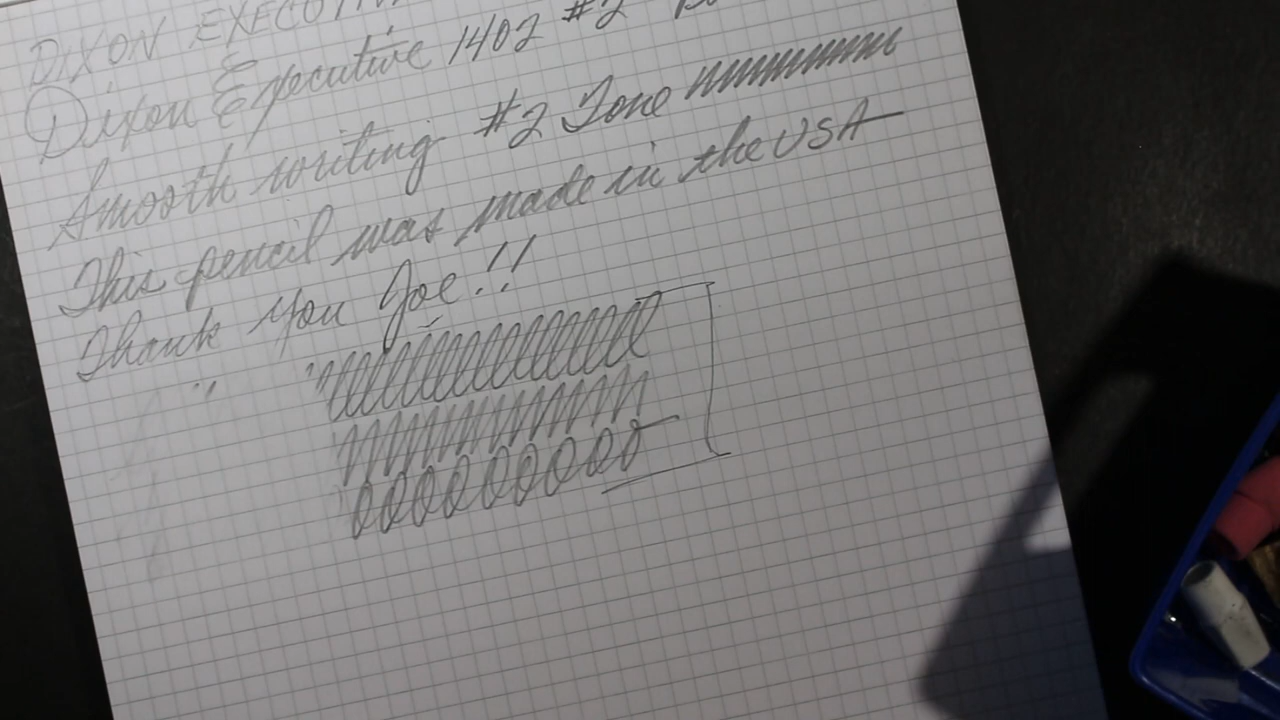 DIXON EXECUTIVE
Dixon Executive 1402 #2
Smooth writing #2 Tone
This pencil was made in the USA
Thank you Joe!!